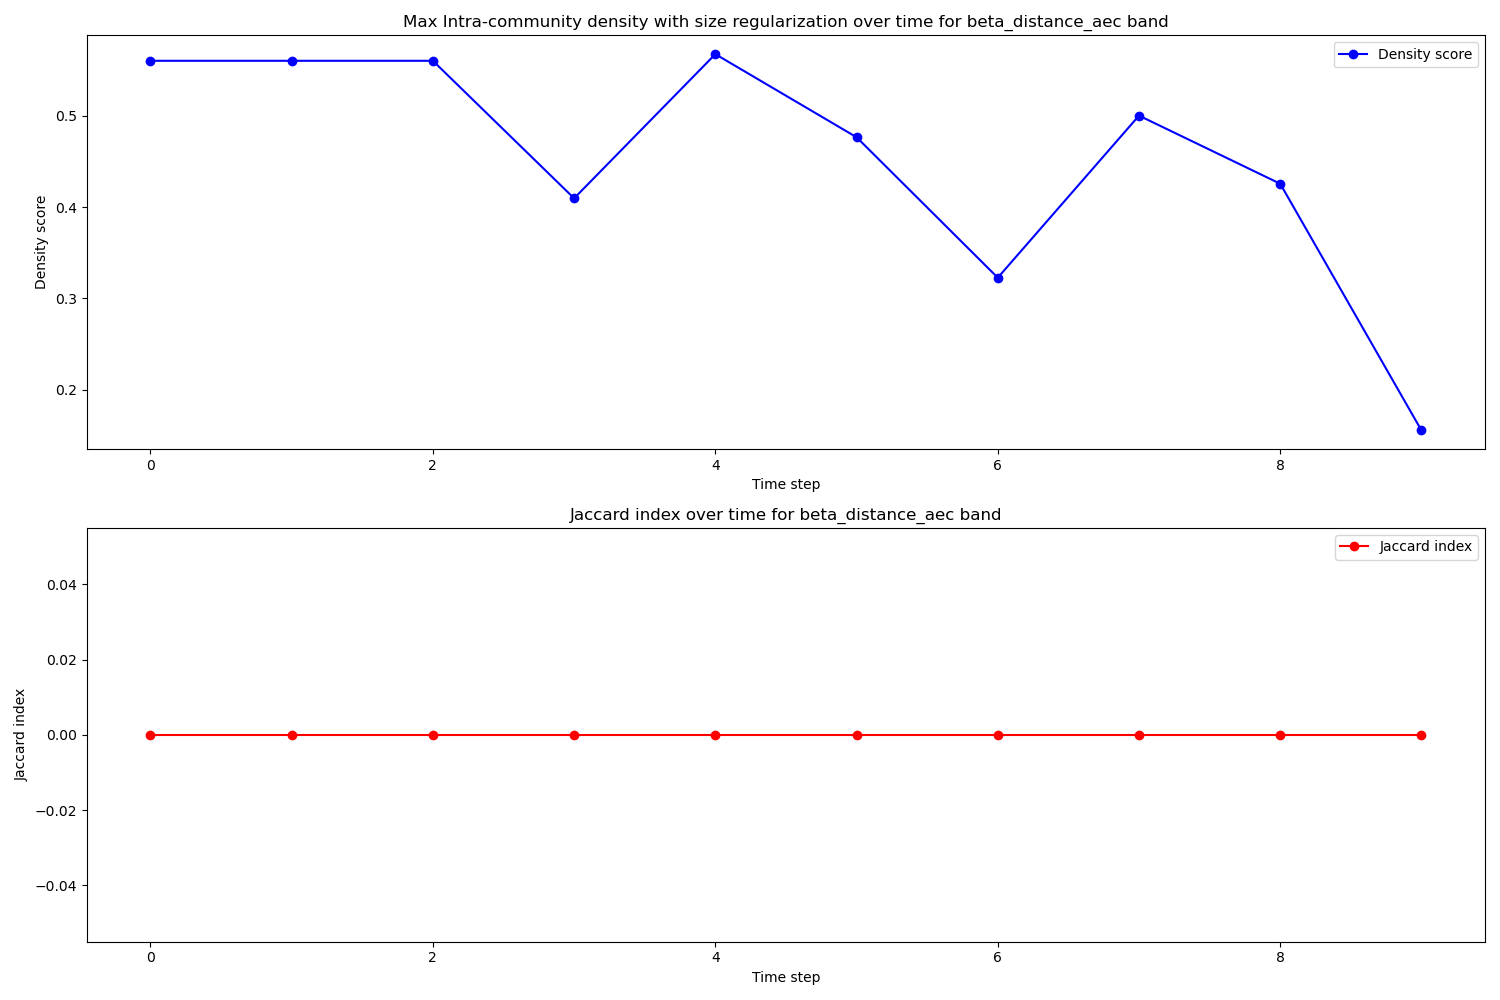 Max Intra-community density with size regularization over time for beta_distance_aec band
Density score
Density score
0.5
0.4
0.3
0.2
0 2 4 6 8
Time step
Jaccard index over time for beta_distance_aec band
Jaccard index
Jaccard index
0.04
0.02
0.00
−0.02
−0.04
0 2 4 6 8
Time step